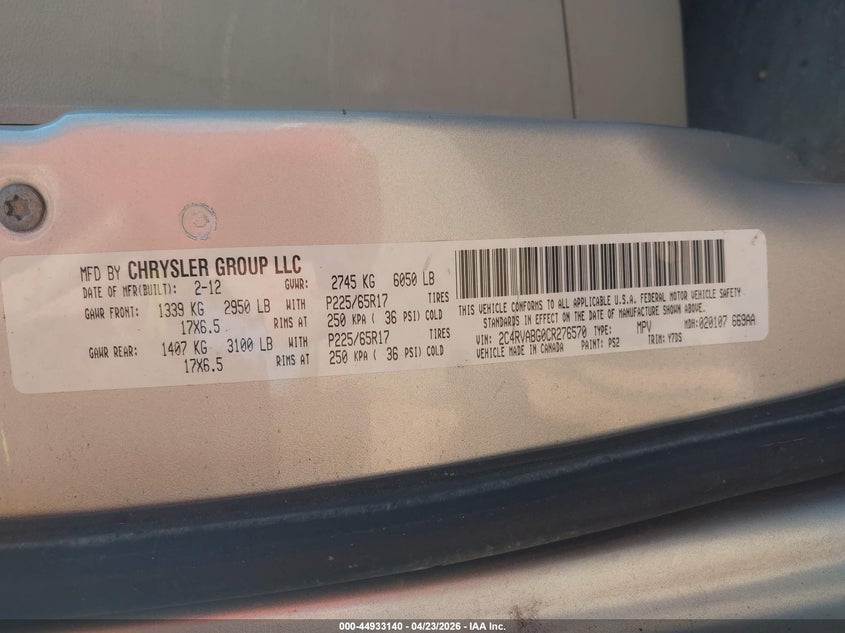 MFD BY CHRYSLER GROUP LLC
DATE OF MFR(BUILT): 2-12 GVWR: 2745 KG 6050 LB
GAWR FRONT: 1339 KG 2950 LB WITH P225/65R17 TIRES
17X6.5 RIMS AT 250 KPA ( 36 PSI) COLD
GAWR REAR: 1407 KG 3100 LB WITH P225/65R17 TIRES
17X6.5 RIMS AT 250 KPA ( 36 PSI) COLD
THIS VEHICLE CONFORMS TO ALL APPLICABLE U.S.A. FEDERAL MOTOR VEHICLE SAFETY
STANDARDS IN EFFECT ON THE DATE OF MANUFACTURE SHOWN ABOVE.
VIN: 2C4RVABG0CR276570 TYPE: MPV MDH: 020107 669AA
VEHICLE MADE IN CANADA PAINT: PS2 TRIM: Y7DS
000-44933140 - 04/23/2026 - IAA Inc.